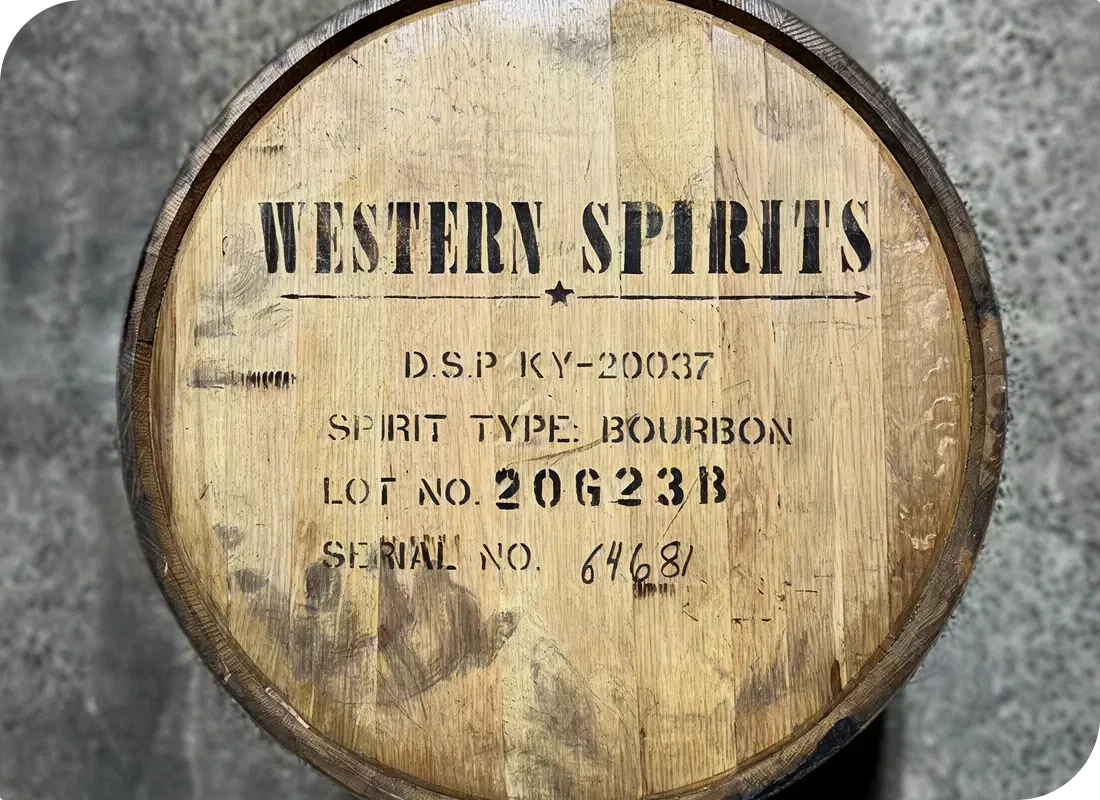 WESTERN SPIRITS
D.S.P KY-20037
SPIRIT TYPE: BOURBON
LOT NO. 20G23B
SERIAL NO. 64681